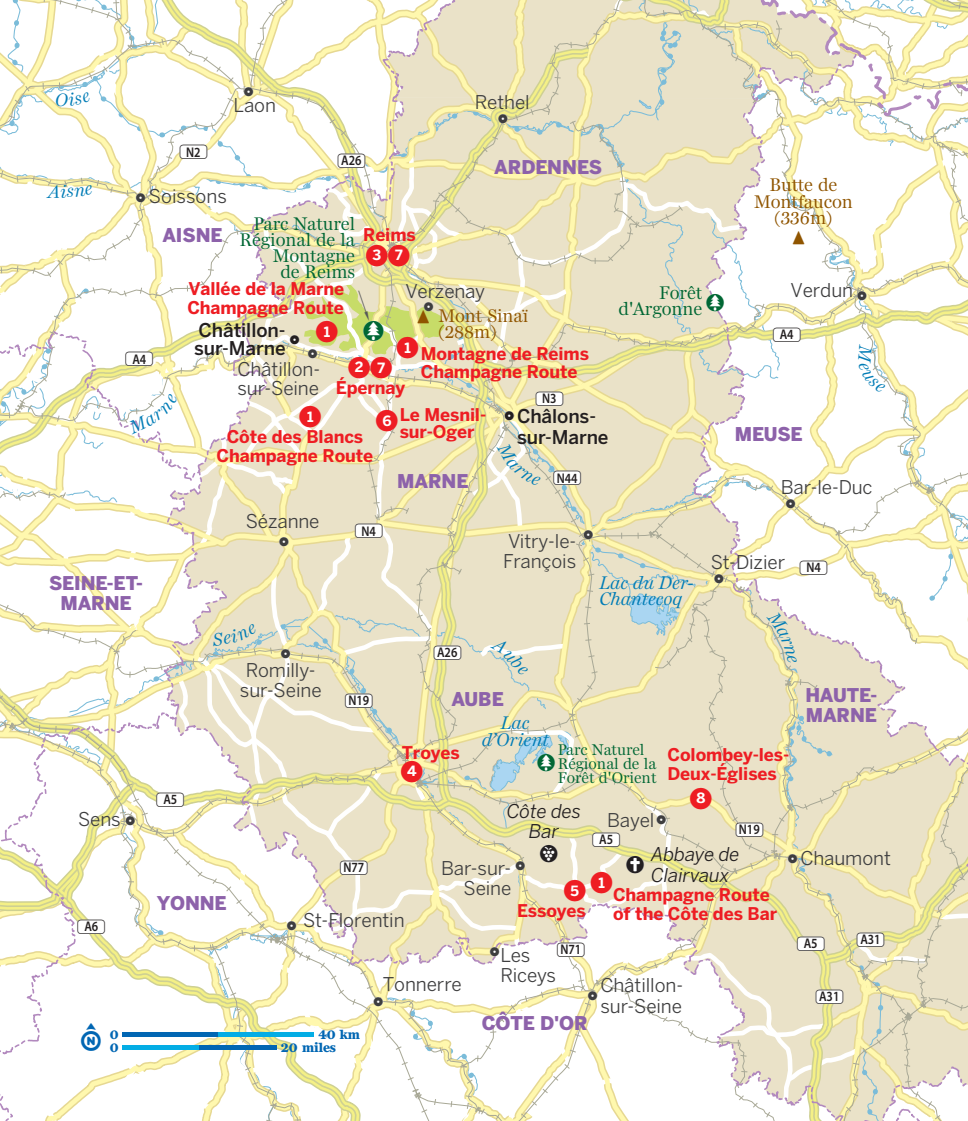 Oise
Laon
Rethel
N2
A26
ARDENNES
Aisne
Soissons
Butte de
Montfaucon
(336m)
AISNE
Parc Naturel
Régional de la
Montagne
de Reims
Reims
3
7
Vallée de la Marne
Champagne Route
1
Verzenay
Mont Sinaï
(288m)
Forêt
d'Argonne
Verdun
Châtillon-
sur-Marne
1
Montagne de Reims
Champagne Route
A4
A4
Châtillon-
sur-Seine
2
7
Épernay
Meuse
Marne
1
Côte des Blancs
Champagne Route
6
Le Mesnil-
sur-Oger
N3
Châlons-
sur-Marne
MEUSE
MARNE
Marne
N44
Bar-le-Duc
Sézanne
N4
Vitry-le-
François
St-Dizier
N4
SEINE-ET-
MARNE
Lac du Der-
Chantecoq
Seine
Marne
A26
Aube
Romilly-
sur-Seine
N19
AUBE
HAUTE-
MARNE
Lac
d'Orient
Troyes
4
Parc Naturel
Régional de la
Forêt d'Orient
Colombey-les-
Deux-Églises
8
A5
Sens
Côte des
Bar
Bayel
N19
A5
Abbaye de
Clairvaux
Chaumont
N77
Bar-sur-
Seine
5
Essoyes
1
Champagne Route
of the Côte des Bar
YONNE
A6
St-Florentin
N71
A5
A31
Les
Riceys
Tonnerre
Châtillon-
sur-Seine
A31
CÔTE D'OR
N
0
40 km
0
20 miles